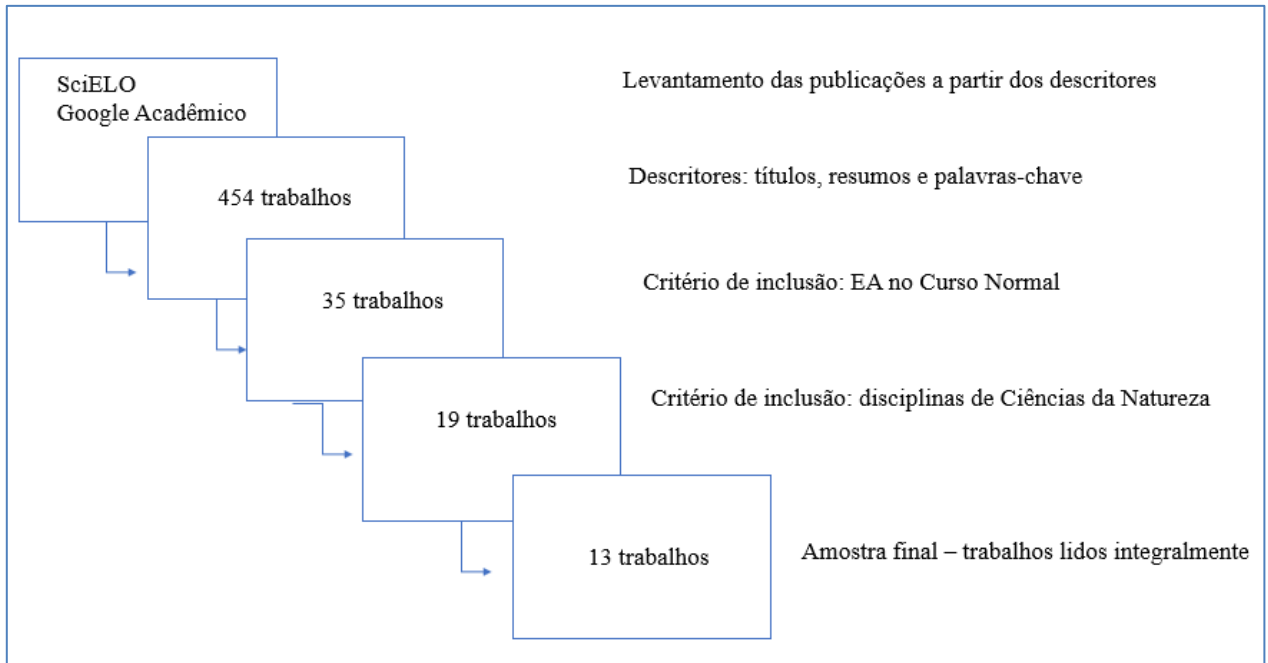 SciELO
Google Acadêmico
Levantamento das publicações a partir dos descritores
454 trabalhos
Descritores: títulos, resumos e palavras-chave
35 trabalhos
Critério de inclusão: EA no Curso Normal
19 trabalhos
Critério de inclusão: disciplinas de Ciências da Natureza
13 trabalhos
Amostra final – trabalhos lidos integralmente